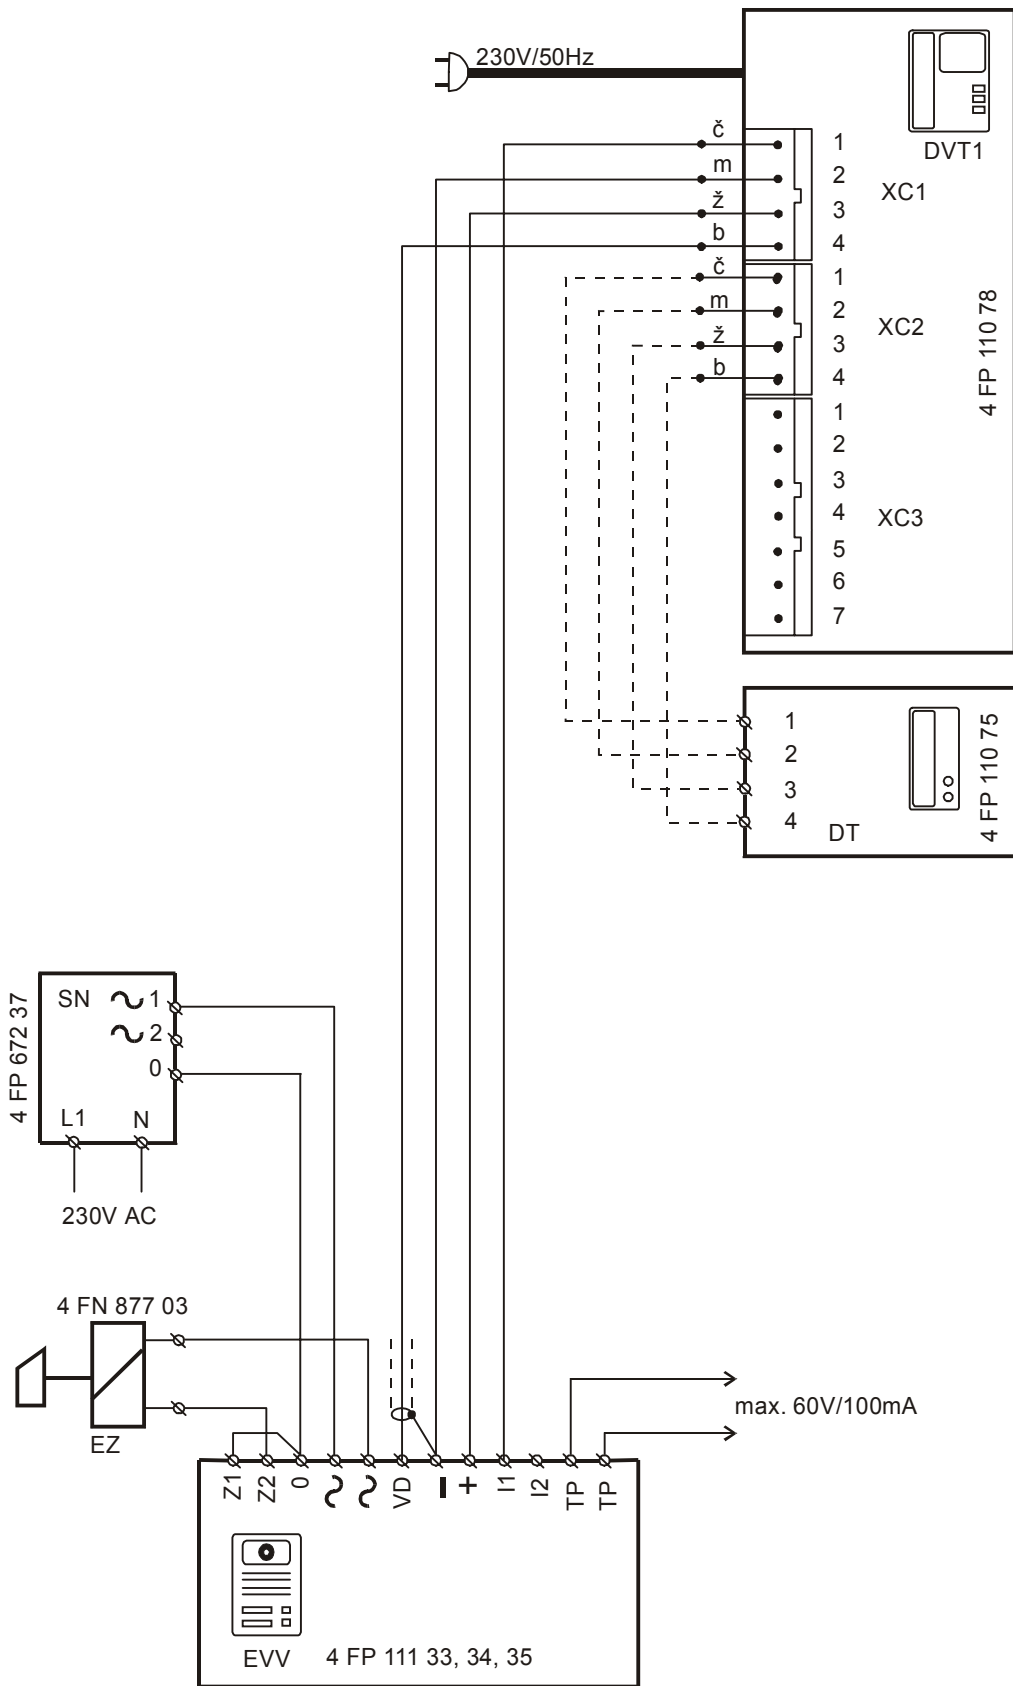 230V/50Hz
DVT1
č 1
m 2
XC1
ž 3
b 4
č 1
m 2
XC2
ž 3
b 4
4 FP 110 78
1
2
3
4 XC3
5
6
7
1
2
3
4 DT
4 FP 110 75
SN 1
2
0
L1 N
4 FP 672 37
230V AC
4 FN 877 03
EZ
max. 60V/100mA
Z1 Z2 0 ~ ~ VD – + I1 I2 TP TP
EVV 4 FP 111 33, 34, 35